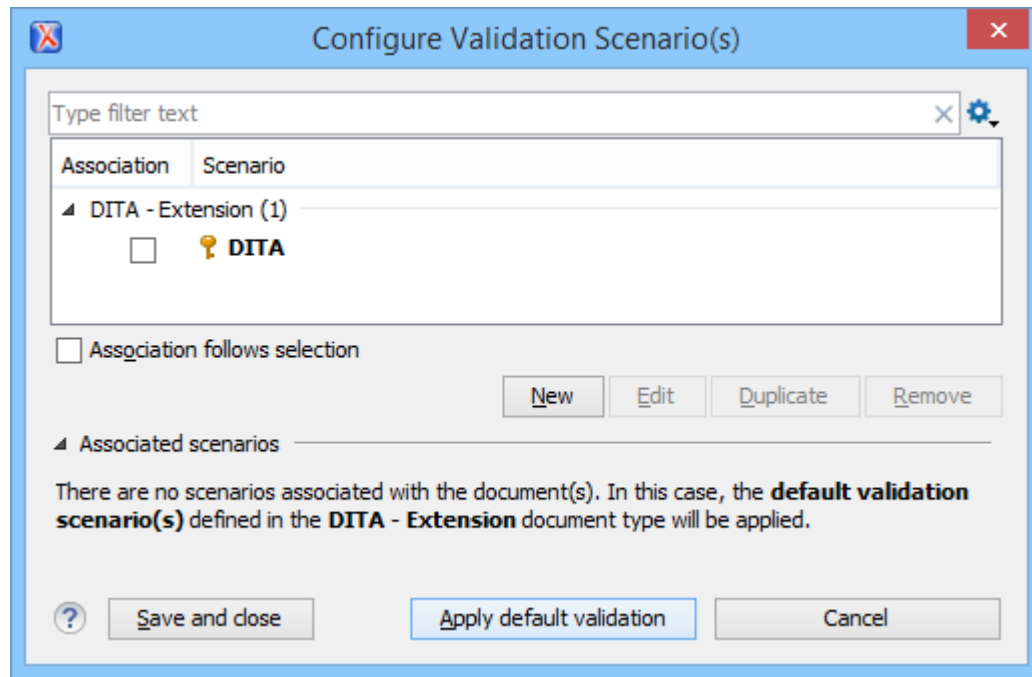 Configure Validation Scenario(s)
Type filter text
Association Scenario
DITA - Extension (1)
DITA
Association follows selection
New Edit Duplicate Remove
Associated scenarios
There are no scenarios associated with the document(s). In this case, the default validation
scenario(s) defined in the DITA - Extension document type will be applied.
? Save and close Apply default validation Cancel